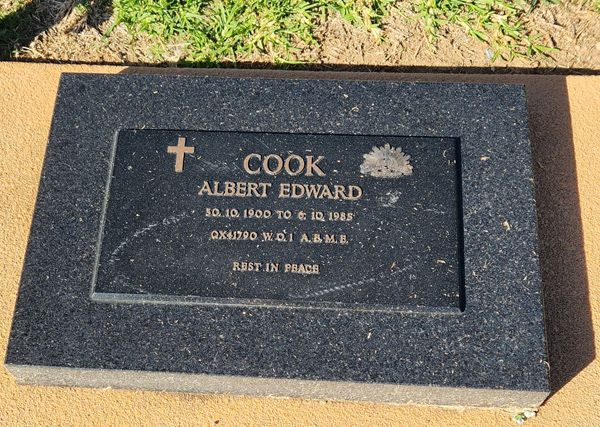 COOK
ALBERT EDWARD
30. 10. 1900 TO 6. 10. 1985
QX41790 W.O.1 A.E.M.E.
REST IN PEACE